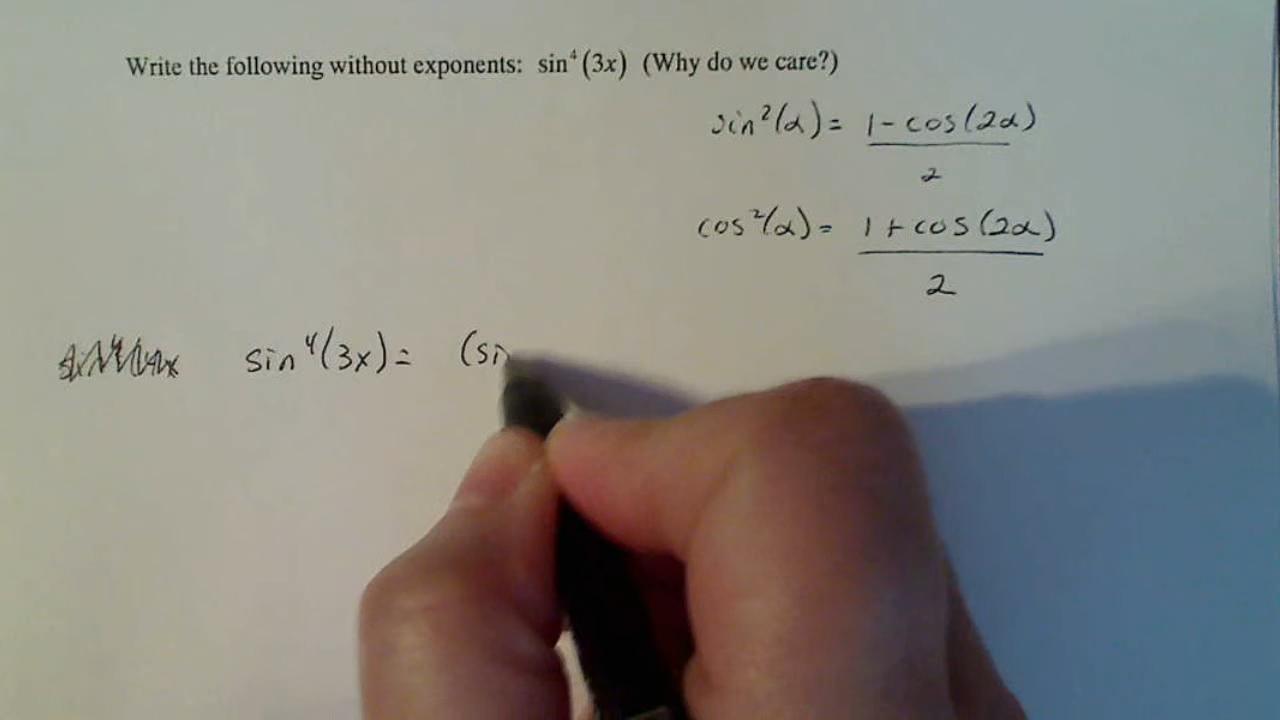 Write the following without exponents: sin⁴(3x) (Why do we care?)
sin²(α) = 1 - cos(2α)
2
cos²(α) = 1 + cos(2α)
2
sin⁴(3x) = (si